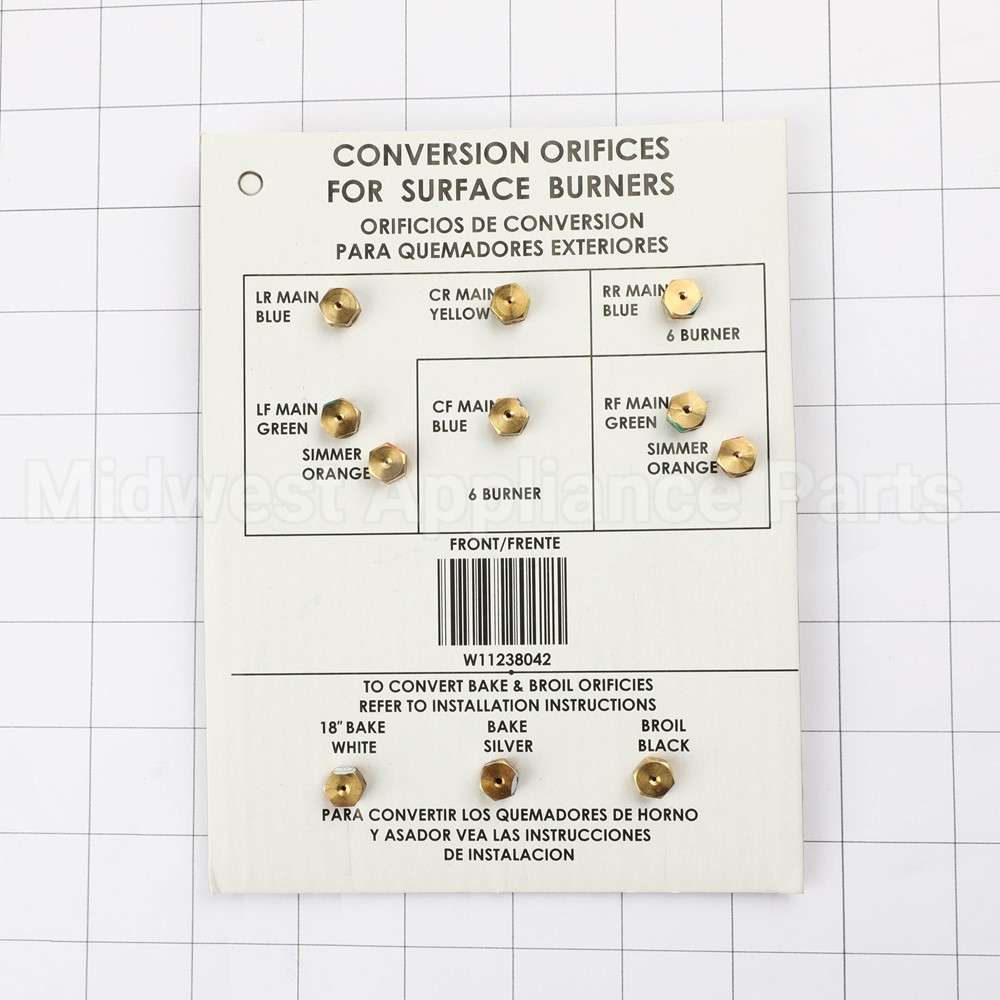 CONVERSION ORIFICES
FOR SURFACE BURNERS
ORIFICIOS DE CONVERSION
PARA QUEMADORES EXTERIORES
LR MAIN
BLUE
CR MAIN
YELLOW
RR MAIN
BLUE
6 BURNER
LF MAIN
GREEN
SIMMER
ORANGE
CF MAIN
BLUE
6 BURNER
RF MAIN
GREEN
SIMMER
ORANGE
Midwest Appliance Parts
FRONT/FRENTE
W11238042
TO CONVERT BAKE & BROIL ORIFICIES
REFER TO INSTALLATION INSTRUCTIONS
18" BAKE
WHITE
BAKE
SILVER
BROIL
BLACK
PARA CONVERTIR LOS QUEMADORES DE HORNO
Y ASADOR VEA LAS INSTRUCCIONES
DE INSTALACION